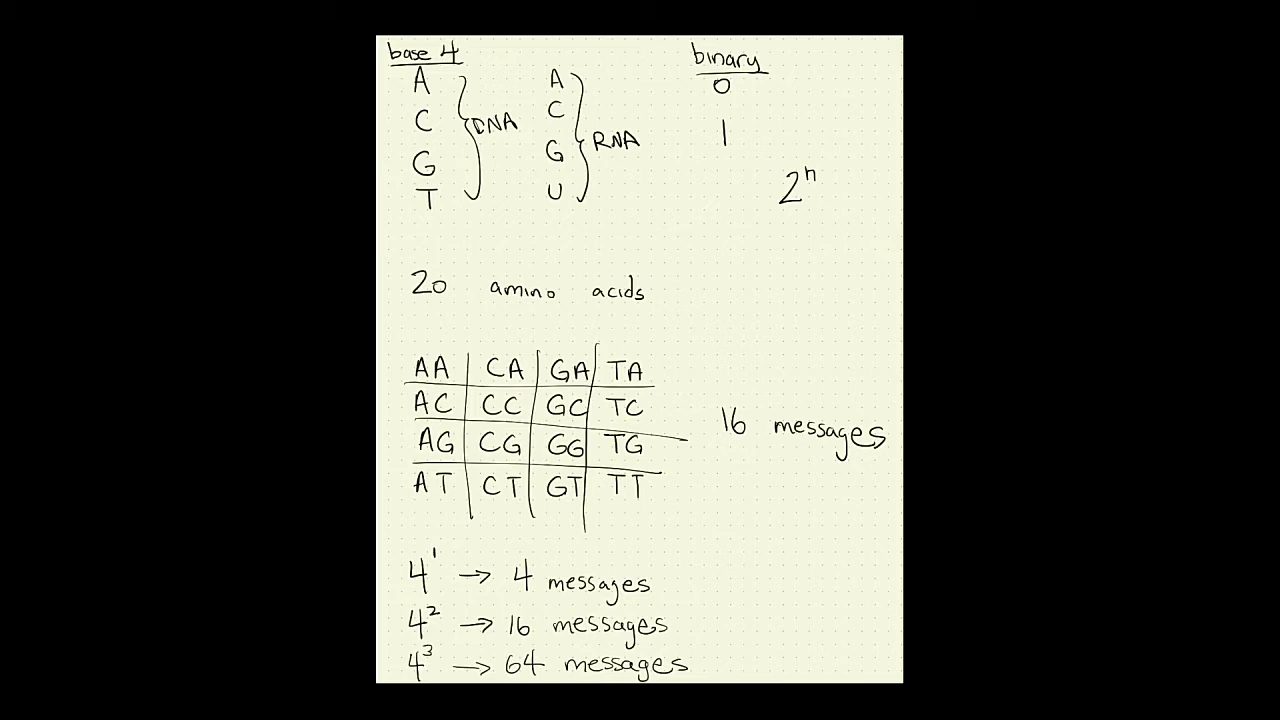 base 4
A
C
G
T
DNA
A
C
G
U
RNA
binary
0
1
2ⁿ
20 amino acids
AA CA GA TA
AC CC GC TC
AG CG GG TG
AT CT GT TT
16 messages
4¹ → 4 messages
4² → 16 messages
4³ → 64 messages